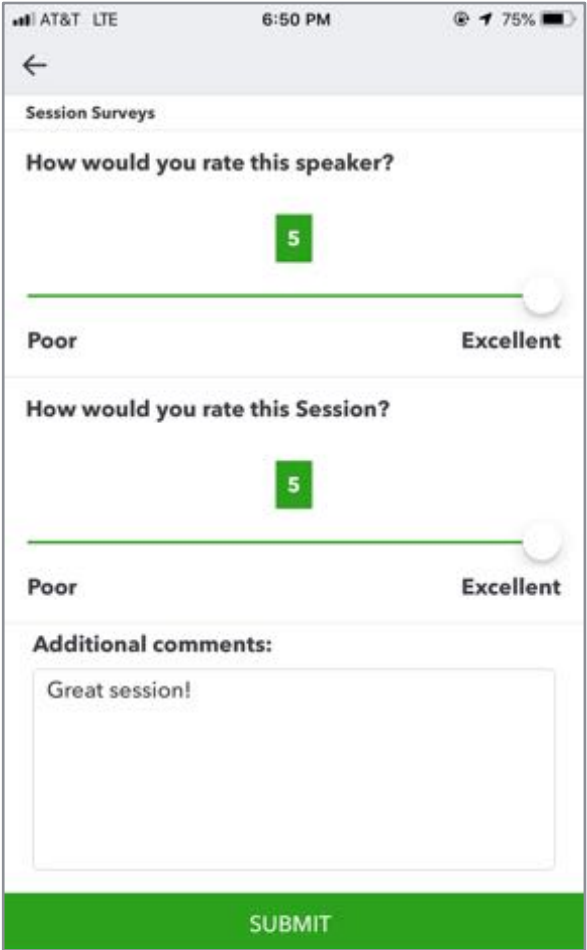 AT&T LTE 6:50 PM 75%
Session Surveys
How would you rate this speaker?
5
Poor Excellent
How would you rate this Session?
5
Poor Excellent
Additional comments:
Great session!
SUBMIT